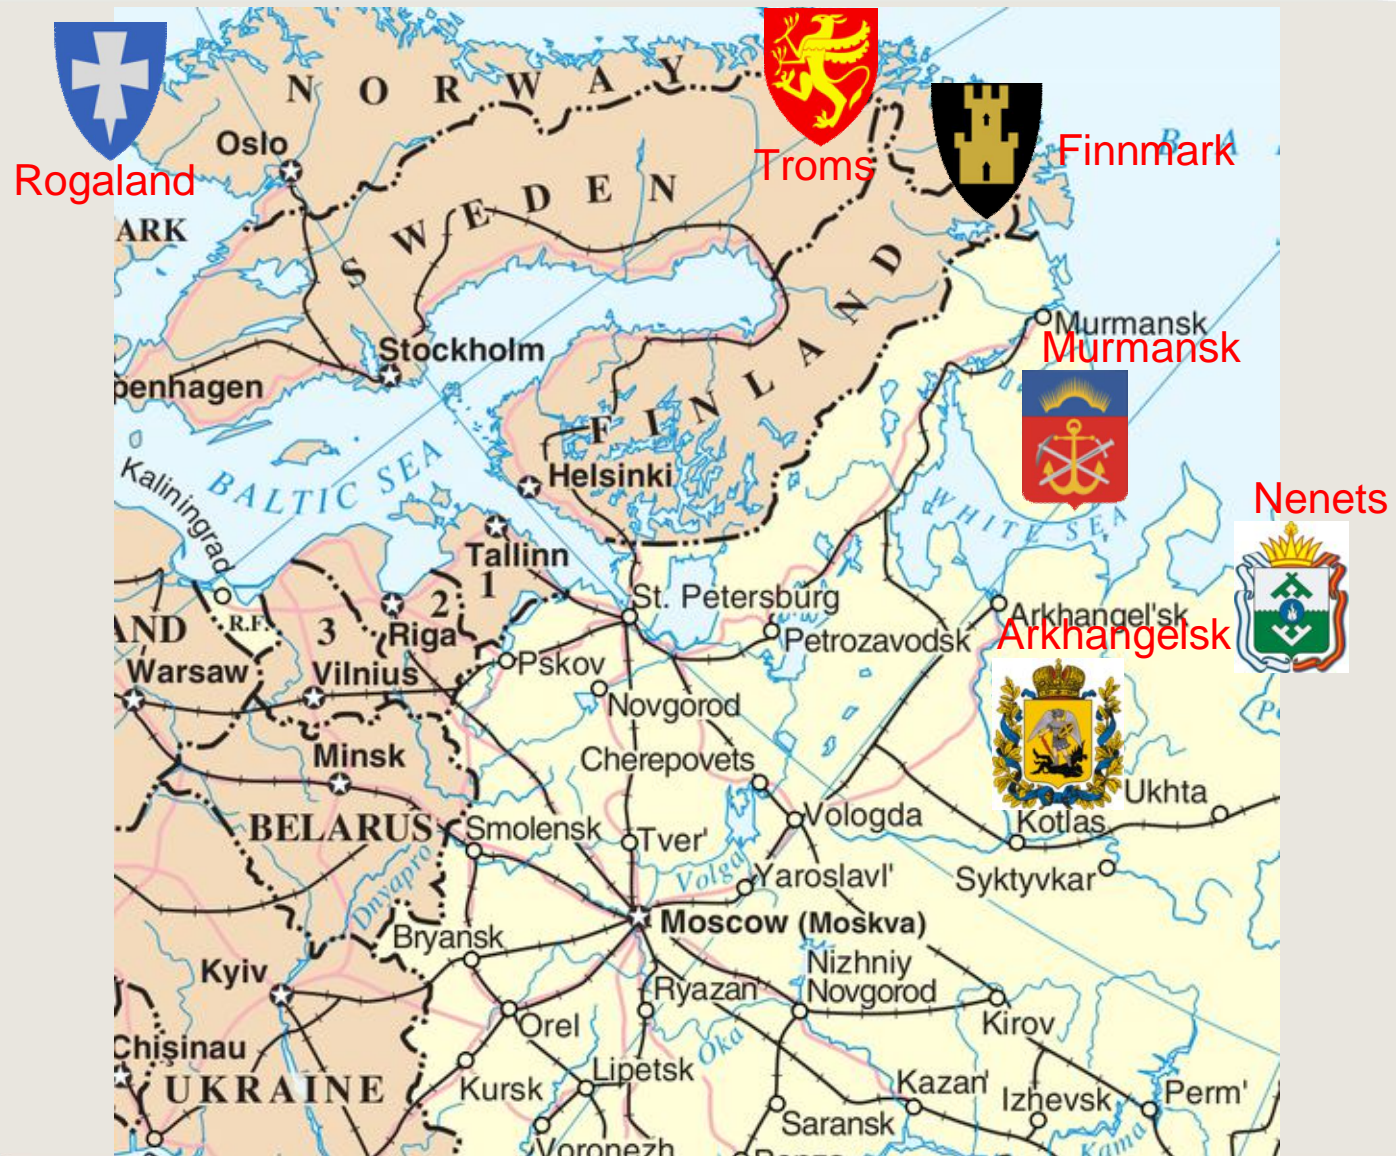 N O R W A Y
Oslo
Rogaland
Troms
Finnmark
B A
ARK
S W E D E N
Stockholm
penhagen
F I N L A N D
Murmansk
Murmansk
Helsinki
BALTIC SEA
Kaliningrad
WHITE SEA
Nenets
Tallinn
1
2
3
R.F.
Riga
AND
Warsaw
Vilnius
St. Petersburg
Petrozavodsk
Arkhangel'sk
Arkhangelsk
Pskov
Novgorod
Minsk
Cherepovets
BELARUS
Smolensk
Tver'
Vologda
Kotlas
Ukhta
Volga
Yaroslavl'
Syktyvkar
Dnyapro
Moscow (Moskva)
Bryansk
Nizhniy
Novgorod
Kyiv
Ryazan'
Orel
Oka
Kirov
Chişinau
UKRAINE
Kursk
Lipetsk
Kazan'
Izhevsk
Perm'
Saransk
Kama
Voronezh
Penza